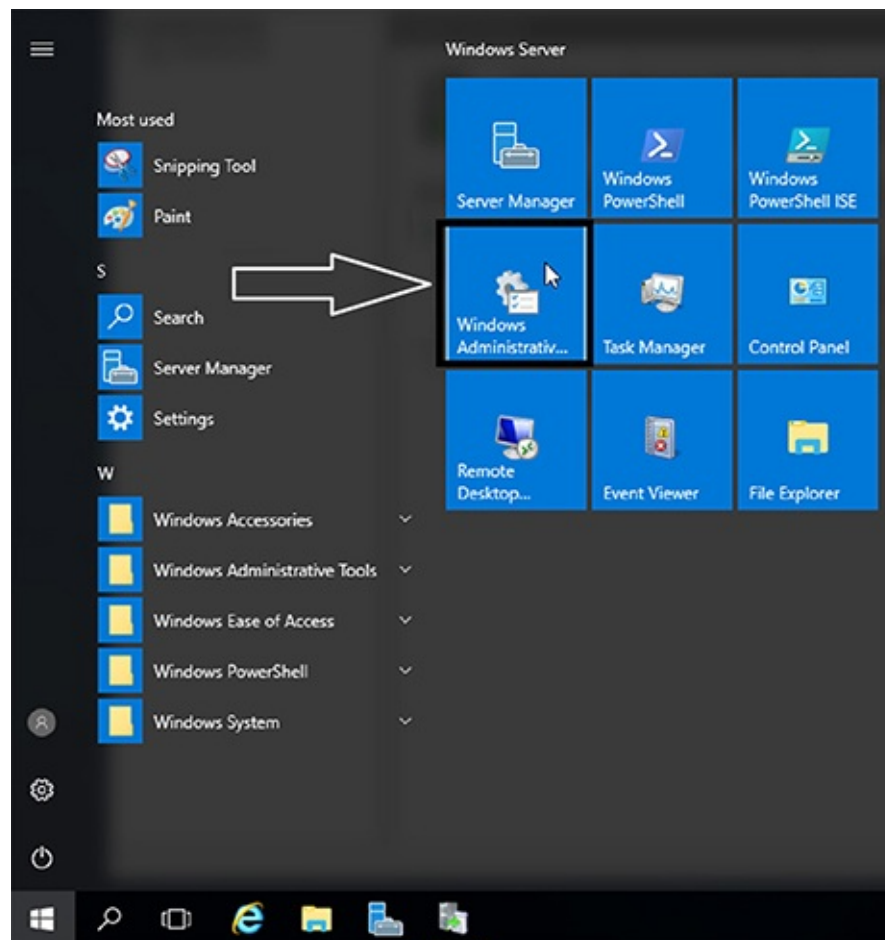 Windows Server
Most used
Snipping Tool
Paint
S
Search
Server Manager
Settings
W
Windows Accessories
Windows Administrative Tools
Windows Ease of Access
Windows PowerShell
Windows System
Server Manager
Windows
PowerShell
Windows
PowerShell ISE
Windows
Administrativ...
Task Manager
Control Panel
Remote
Desktop...
Event Viewer
File Explorer